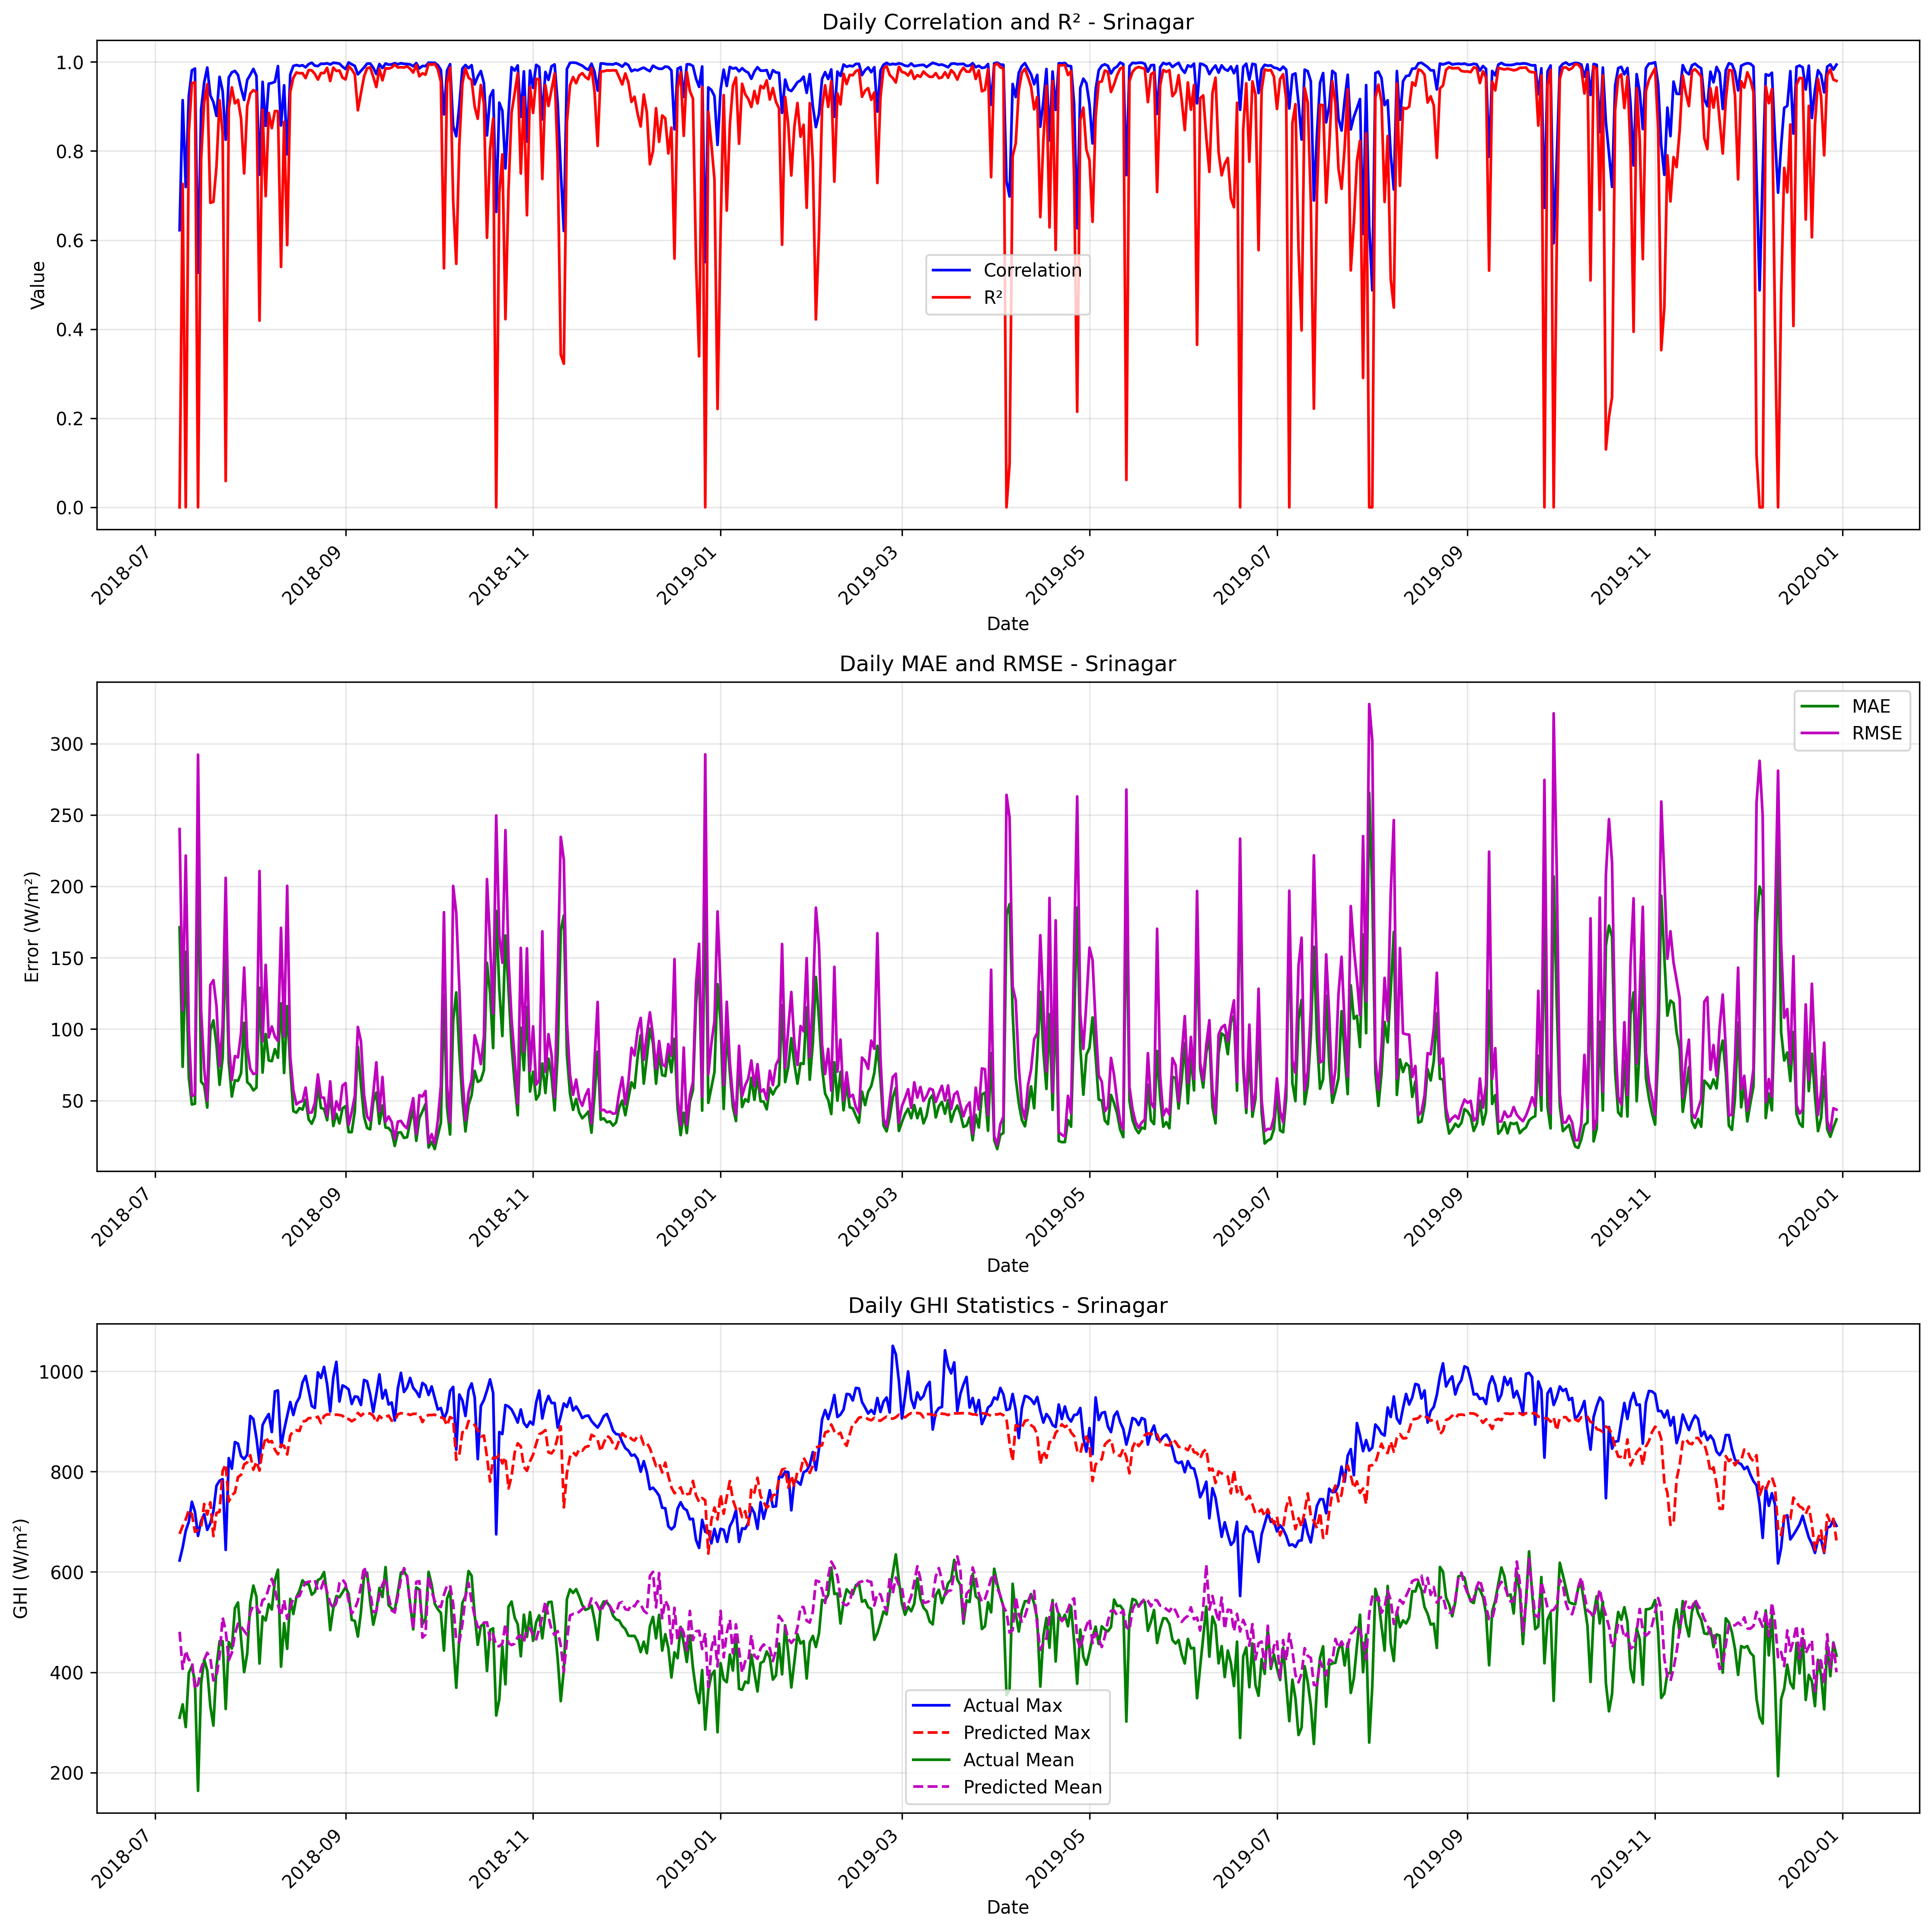 Daily Correlation and R² - Srinagar
1.0
0.8
0.6
0.4
0.2
0.0
Value
Correlation
R²
2018-07
2018-09
2018-11
2019-01
2019-03
2019-05
2019-07
2019-09
2019-11
2020-01
Date
Daily MAE and RMSE - Srinagar
MAE
RMSE
300
250
200
150
100
50
Error (W/m²)
2018-07
2018-09
2018-11
2019-01
2019-03
2019-05
2019-07
2019-09
2019-11
2020-01
Date
Daily GHI Statistics - Srinagar
1000
800
600
400
200
GHI (W/m²)
Actual Max
Predicted Max
Actual Mean
Predicted Mean
2018-07
2018-09
2018-11
2019-01
2019-03
2019-05
2019-07
2019-09
2019-11
2020-01
Date